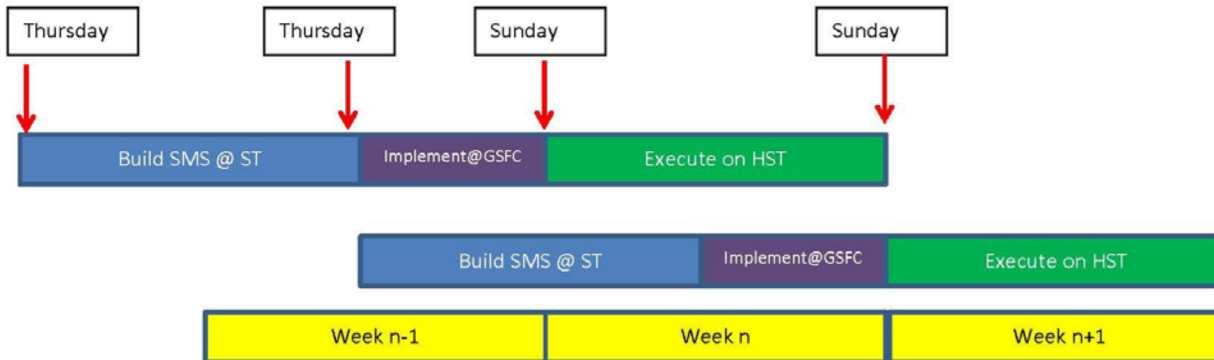 Thursday
Thursday
Sunday
Sunday
Build SMS @ ST
Implement@GSFC
Execute on HST
Build SMS @ ST
Implement@GSFC
Execute on HST
Week n-1
Week n
Week n+1